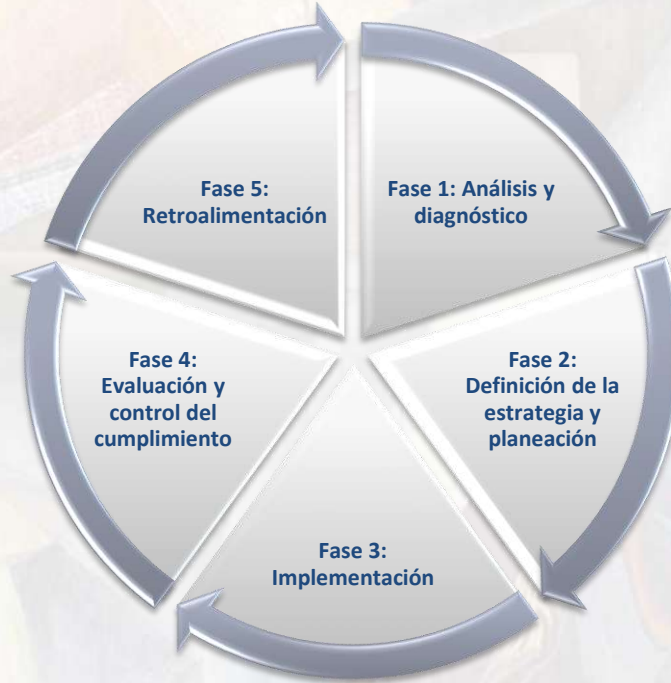 Fase 1: Análisis y
diagnóstico
Fase 2:
Definición de la
estrategia y
planeación
Fase 3:
Implementación
Fase 4:
Evaluación y
control del
cumplimiento
Fase 5:
Retroalimentación